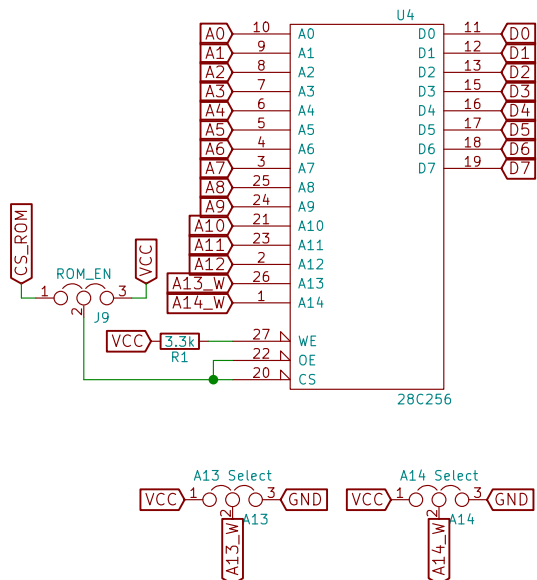 U4
A0 10 A0 D0 11 D0
A1 9 A1 D1 12 D1
A2 8 A2 D2 13 D2
A3 7 A3 D3 15 D3
A4 6 A4 D4 16 D4
A5 5 A5 D5 17 D5
A6 4 A6 D6 18 D6
A7 3 A7 D7 19 D7
A8 25 A8
A9 24 A9
A10 21 A10
A11 23 A11
A12 2 A12
A13_W 26 A13
A14_W 1 A14
CS_ROM
VCC
ROM_EN
1 2 3
J9
VCC 3.3k 27 WE
R1
22 OE
20 CS
28C256
A13 Select
VCC 1 3 GND
2 A13
A13_W
A14 Select
VCC 1 3 GND
2 A14
A14_W